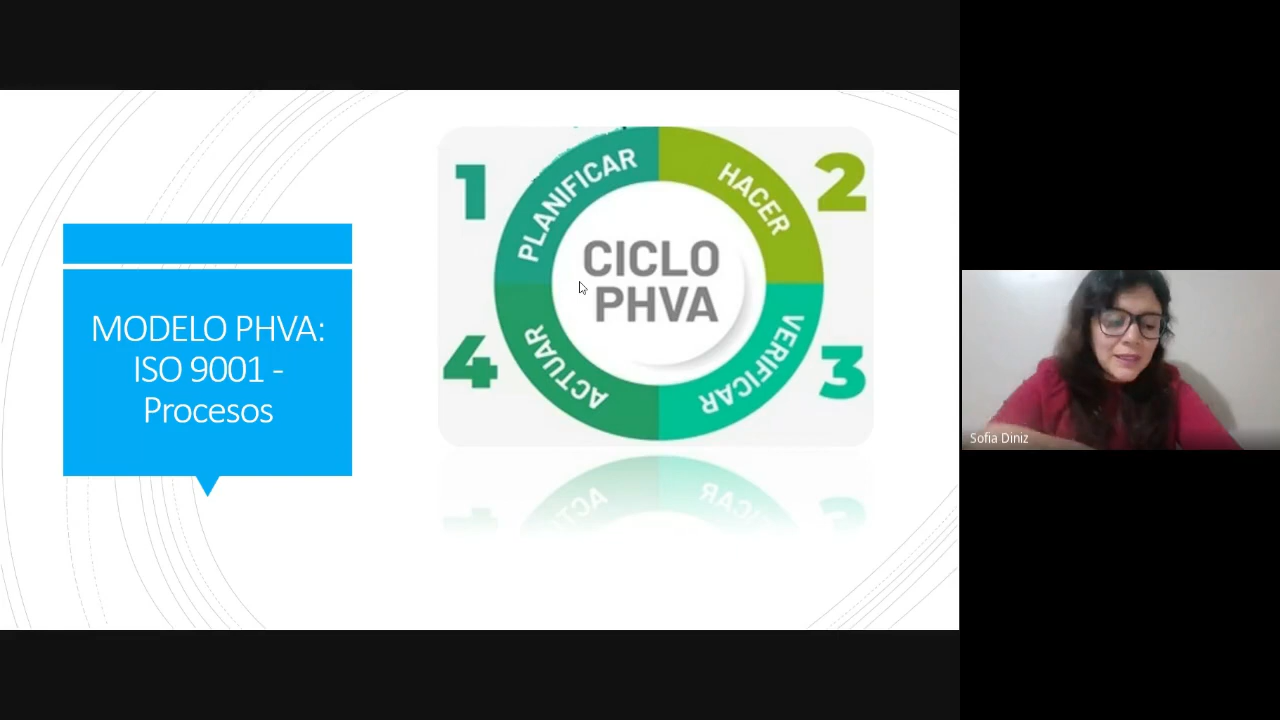 MODELO PHVA:
ISO 9001 -
Procesos
1
PLANIFICAR
HACER
2
CICLO
PHVA
4
ACTUAR
VERIFICAR
3
Sofia Diniz